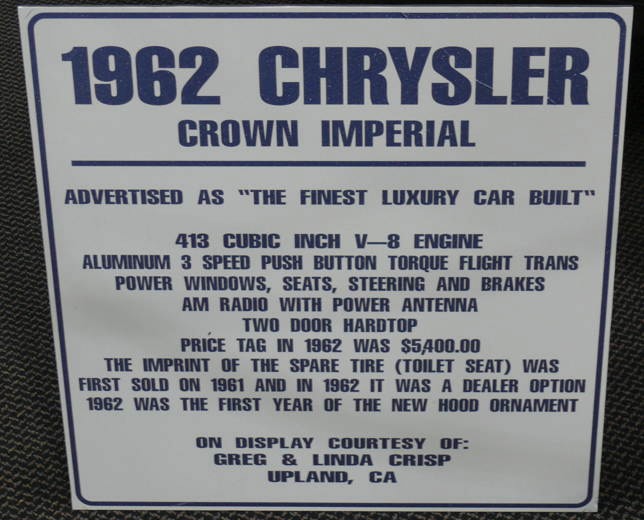 1962 CHRYSLER
CROWN IMPERIAL
ADVERTISED AS "THE FINEST LUXURY CAR BUILT"
413 CUBIC INCH V—8 ENGINE
ALUMINUM 3 SPEED PUSH BUTTON TORQUE FLIGHT TRANS
POWER WINDOWS, SEATS, STEERING AND BRAKES
AM RADIO WITH POWER ANTENNA
TWO DOOR HARDTOP
PRICE TAG IN 1962 WAS $5,400.00
THE IMPRINT OF THE SPARE TIRE (TOILET SEAT) WAS
FIRST SOLD ON 1961 AND IN 1962 IT WAS A DEALER OPTION
1962 WAS THE FIRST YEAR OF THE NEW HOOD ORNAMENT
ON DISPLAY COURTESY OF:
GREG & LINDA CRISP
UPLAND, CA